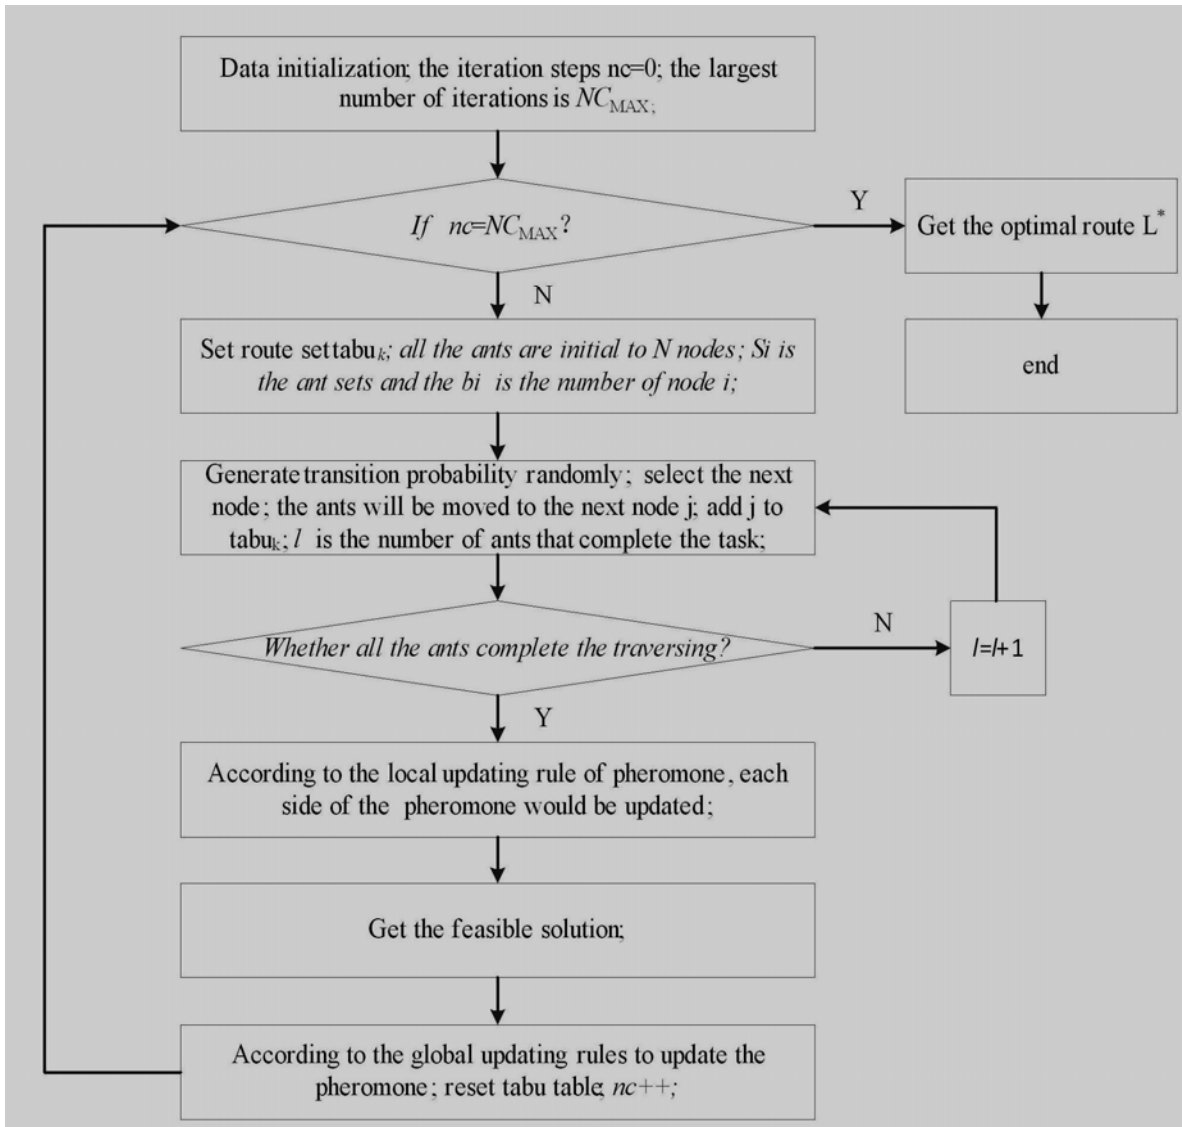 Data initialization; the iteration steps nc=0; the largest
number of iterations is NC_MAX;
If nc=NC_MAX?
Y
Get the optimal route L*
N
end
Set route set tabu_k; all the ants are initial to N nodes; Si is
the ant sets and the bi is the number of node i;
Generate transition probability randomly; select the next
node; the ants will be moved to the next node j; add j to
tabu_k; l is the number of ants that complete the task;
Whether all the ants complete the traversing?
N
l=l+1
Y
According to the local updating rule of pheromone, each
side of the pheromone would be updated;
Get the feasible solution;
According to the global updating rules to update the
pheromone; reset tabu table; nc++;